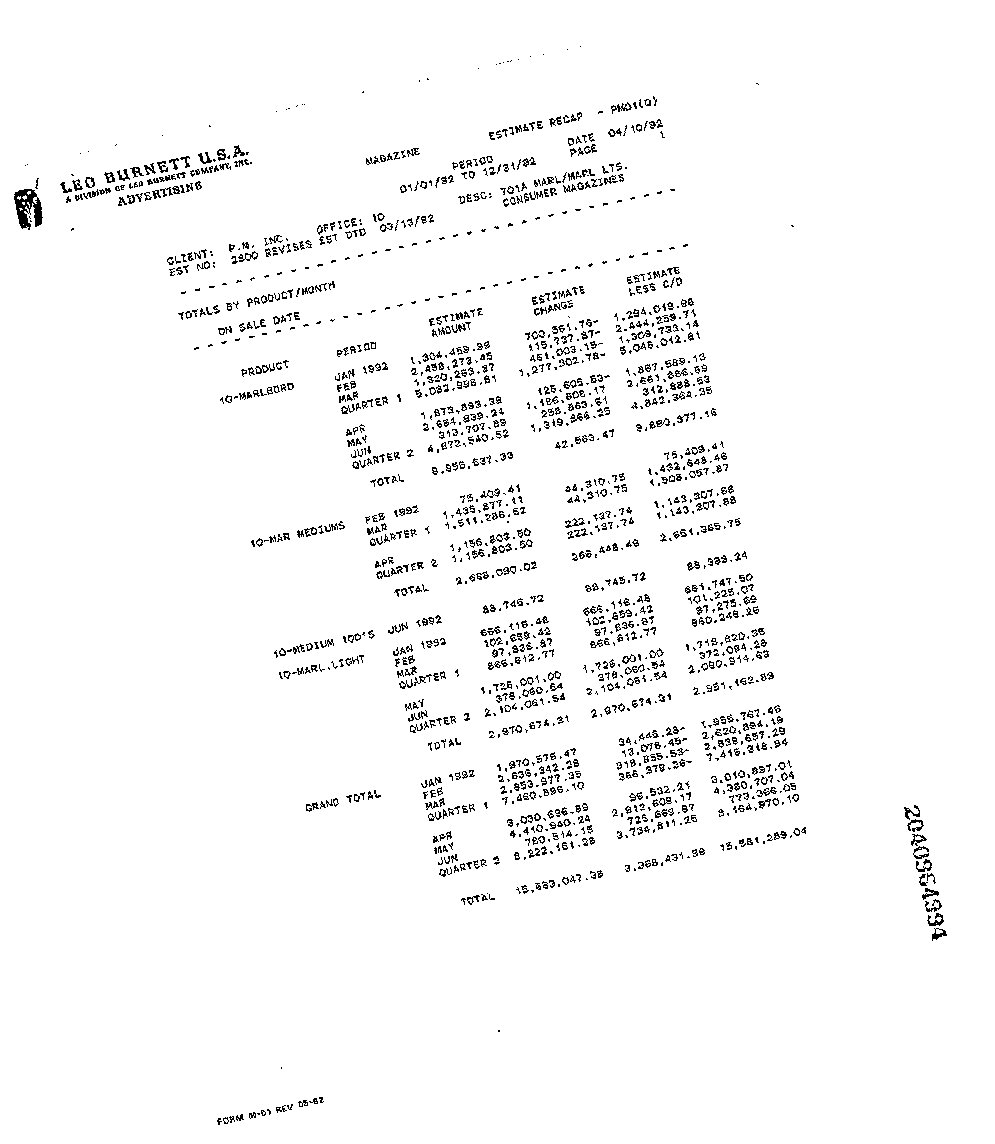 LEO BURNETT U.S.A.
A DIVISION OF LEO BURNETT COMPANY, INC.
ADVERTISING
MAGAZINE ESTIMATE RECAP - PM01(Q)
PERIOD DATE 04/10/92
01/01/92 TO 12/31/92 PAGE 1
CLIENT: P.M. INC. OFFICE: 10 DESC: 701A MARL/MARL LTS.
EST NO: 2800 REVISES EST DTD 03/13/92 CONSUMER MAGAZINES
TOTALS BY PRODUCT/MONTH
ON SALE DATE
PRODUCT PERIOD ESTIMATE AMOUNT ESTIMATE CHANGE ESTIMATE LESS C/D
10-MARLBORO JAN 1992 1,304,459.99 700,561.76- 1,294,019.96
FEB 2,458,273.45 115,737.87- 2,444,259.71
MAR 1,320,263.37 461,003.15- 1,309,733.14
QUARTER 1 5,082,996.81 1,277,302.78- 5,048,012.81
APR 1,873,893.39 125,605.53- 1,867,589.13
MAY 2,684,939.24 1,186,608.17 2,661,886.69
JUN 313,707.89 258,863.61 312,888.53
QUARTER 2 4,872,540.52 1,319,866.25 4,842,364.35
TOTAL 9,955,537.33 42,563.47 9,890,377.16
10-MAR MEDIUMS FEB 1992 75,409.41 75,409.41
MAR 1,435,877.11 44,310.75 1,432,648.46
QUARTER 1 1,511,286.52 44,310.75 1,508,057.87
APR 1,156,803.50 222,137.74 1,143,307.88
QUARTER 2 1,156,803.50 222,137.74 1,143,307.88
TOTAL 2,668,090.02 266,448.49 2,651,365.75
10-MEDIUM 100'S JUN 1992 88,745.72 88,745.72 88,383.24
10-MARL.LIGHT JAN 1992 666,116.48 666,116.48 661,747.50
FEB 102,659.42 102,659.42 101,225.07
MAR 97,836.87 97,836.87 97,275.69
QUARTER 1 866,612.77 866,612.77 860,248.26
MAY 1,726,001.00 1,726,001.00 1,718,820.35
JUN 378,060.54 378,060.54 372,094.28
QUARTER 2 2,104,061.54 2,104,061.54 2,090,914.63
TOTAL 2,970,674.31 2,970,674.31 2,951,162.89
GRAND TOTAL JAN 1992 1,970,576.47 34,445.28- 1,955,767.46
FEB 2,636,342.28 13,078.45- 2,620,894.19
MAR 2,853,977.35 318,855.53- 2,839,657.29
QUARTER 1 7,460,896.10 366,379.26- 7,416,318.94
APR 3,030,696.89 96,532.21 3,010,897.01
MAY 4,410,940.24 2,912,609.17 4,380,707.04
JUN 780,514.15 725,669.87 773,366.05
QUARTER 2 8,222,151.28 3,734,811.25 8,164,970.10
TOTAL 15,683,047.38 3,368,431.99 15,581,289.04
2040964994
FORM M-01 REV 05-82